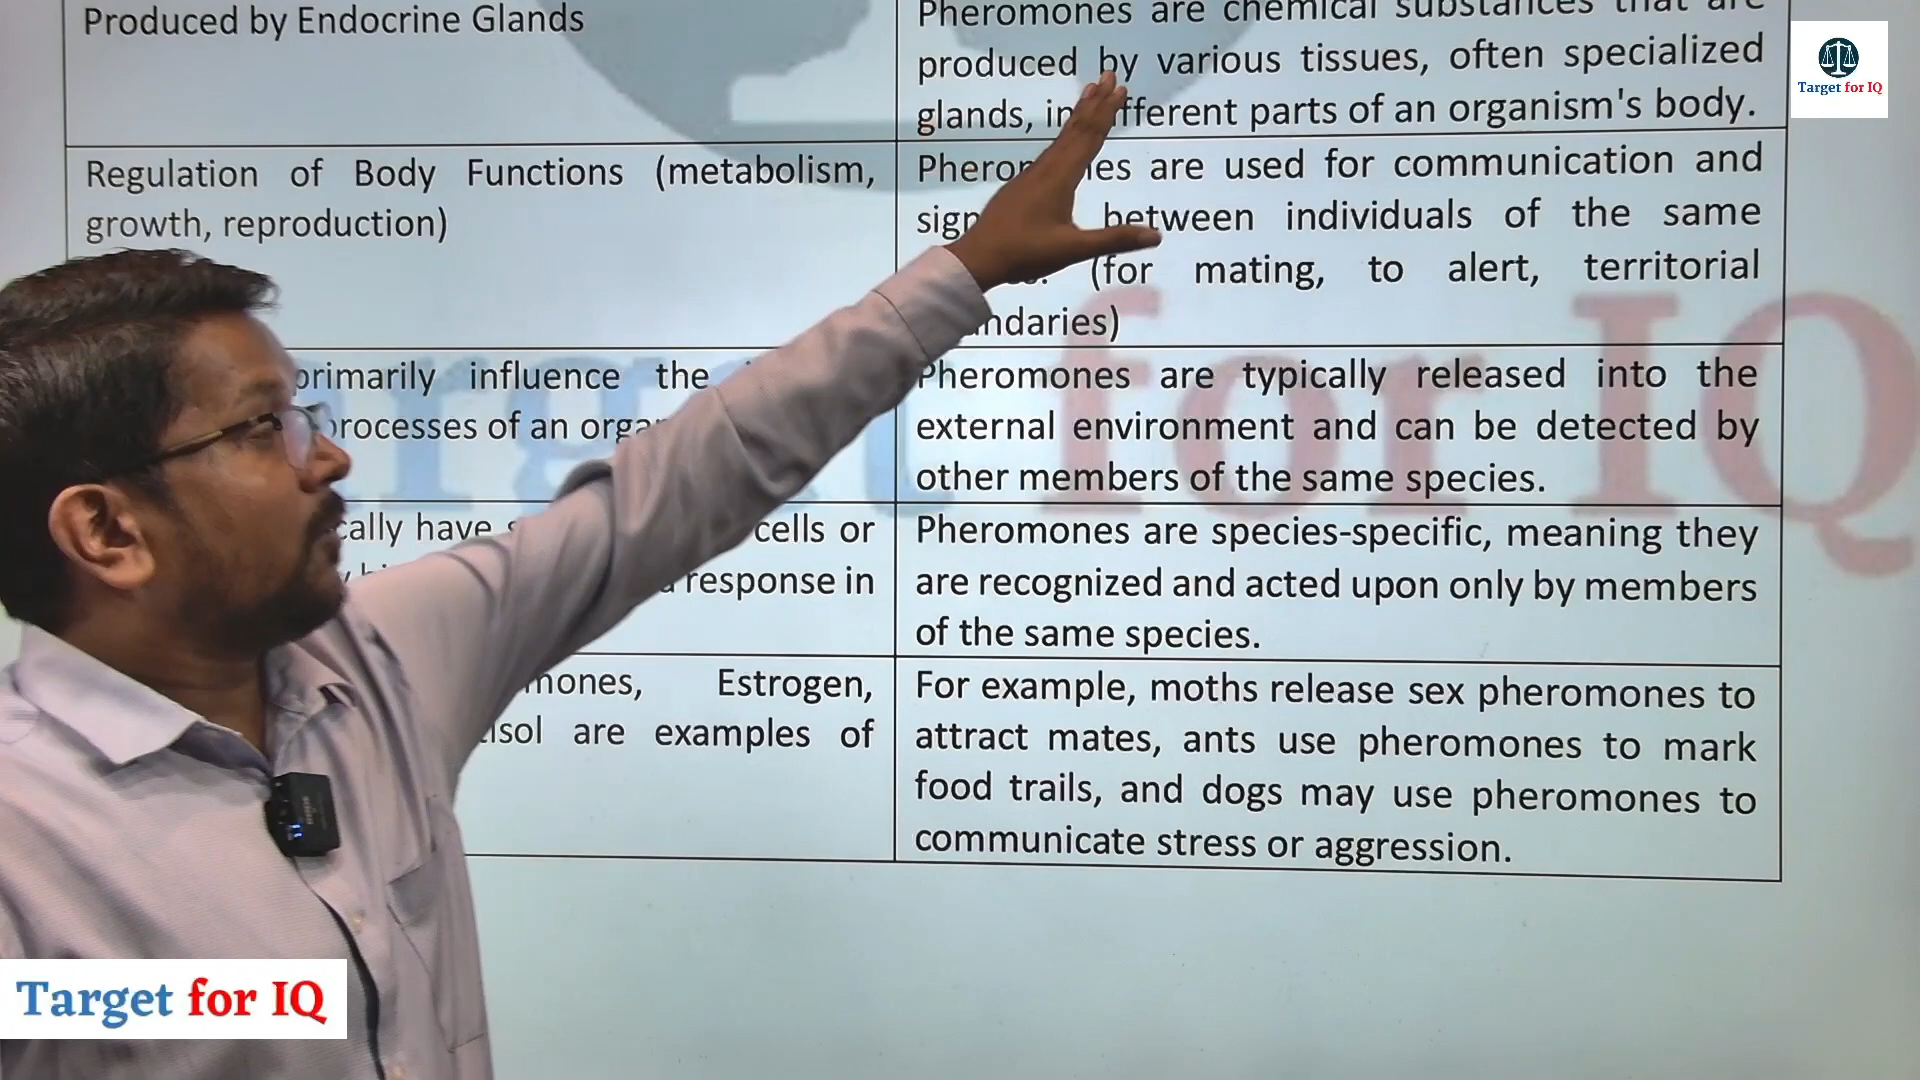 Produced by Endocrine Glands
Pheromones are chemical substances that are
produced by various tissues, often specialized
glands, in different parts of an organism's body.
Regulation of Body Functions (metabolism,
growth, reproduction)
Pheromones are used for communication and
between individuals of the same
(for mating, to alert, territorial
primarily influence the
processes of an
Pheromones are typically released into the
external environment and can be detected by
other members of the same species.
have cells or
response in
Pheromones are species-specific, meaning they
are recognized and acted upon only by members
of the same species.
Estrogen,
are examples of
For example, moths release sex pheromones to
attract mates, ants use pheromones to mark
food trails, and dogs may use pheromones to
communicate stress or aggression.
Target for IQ
Target for IQ
Target for IQ